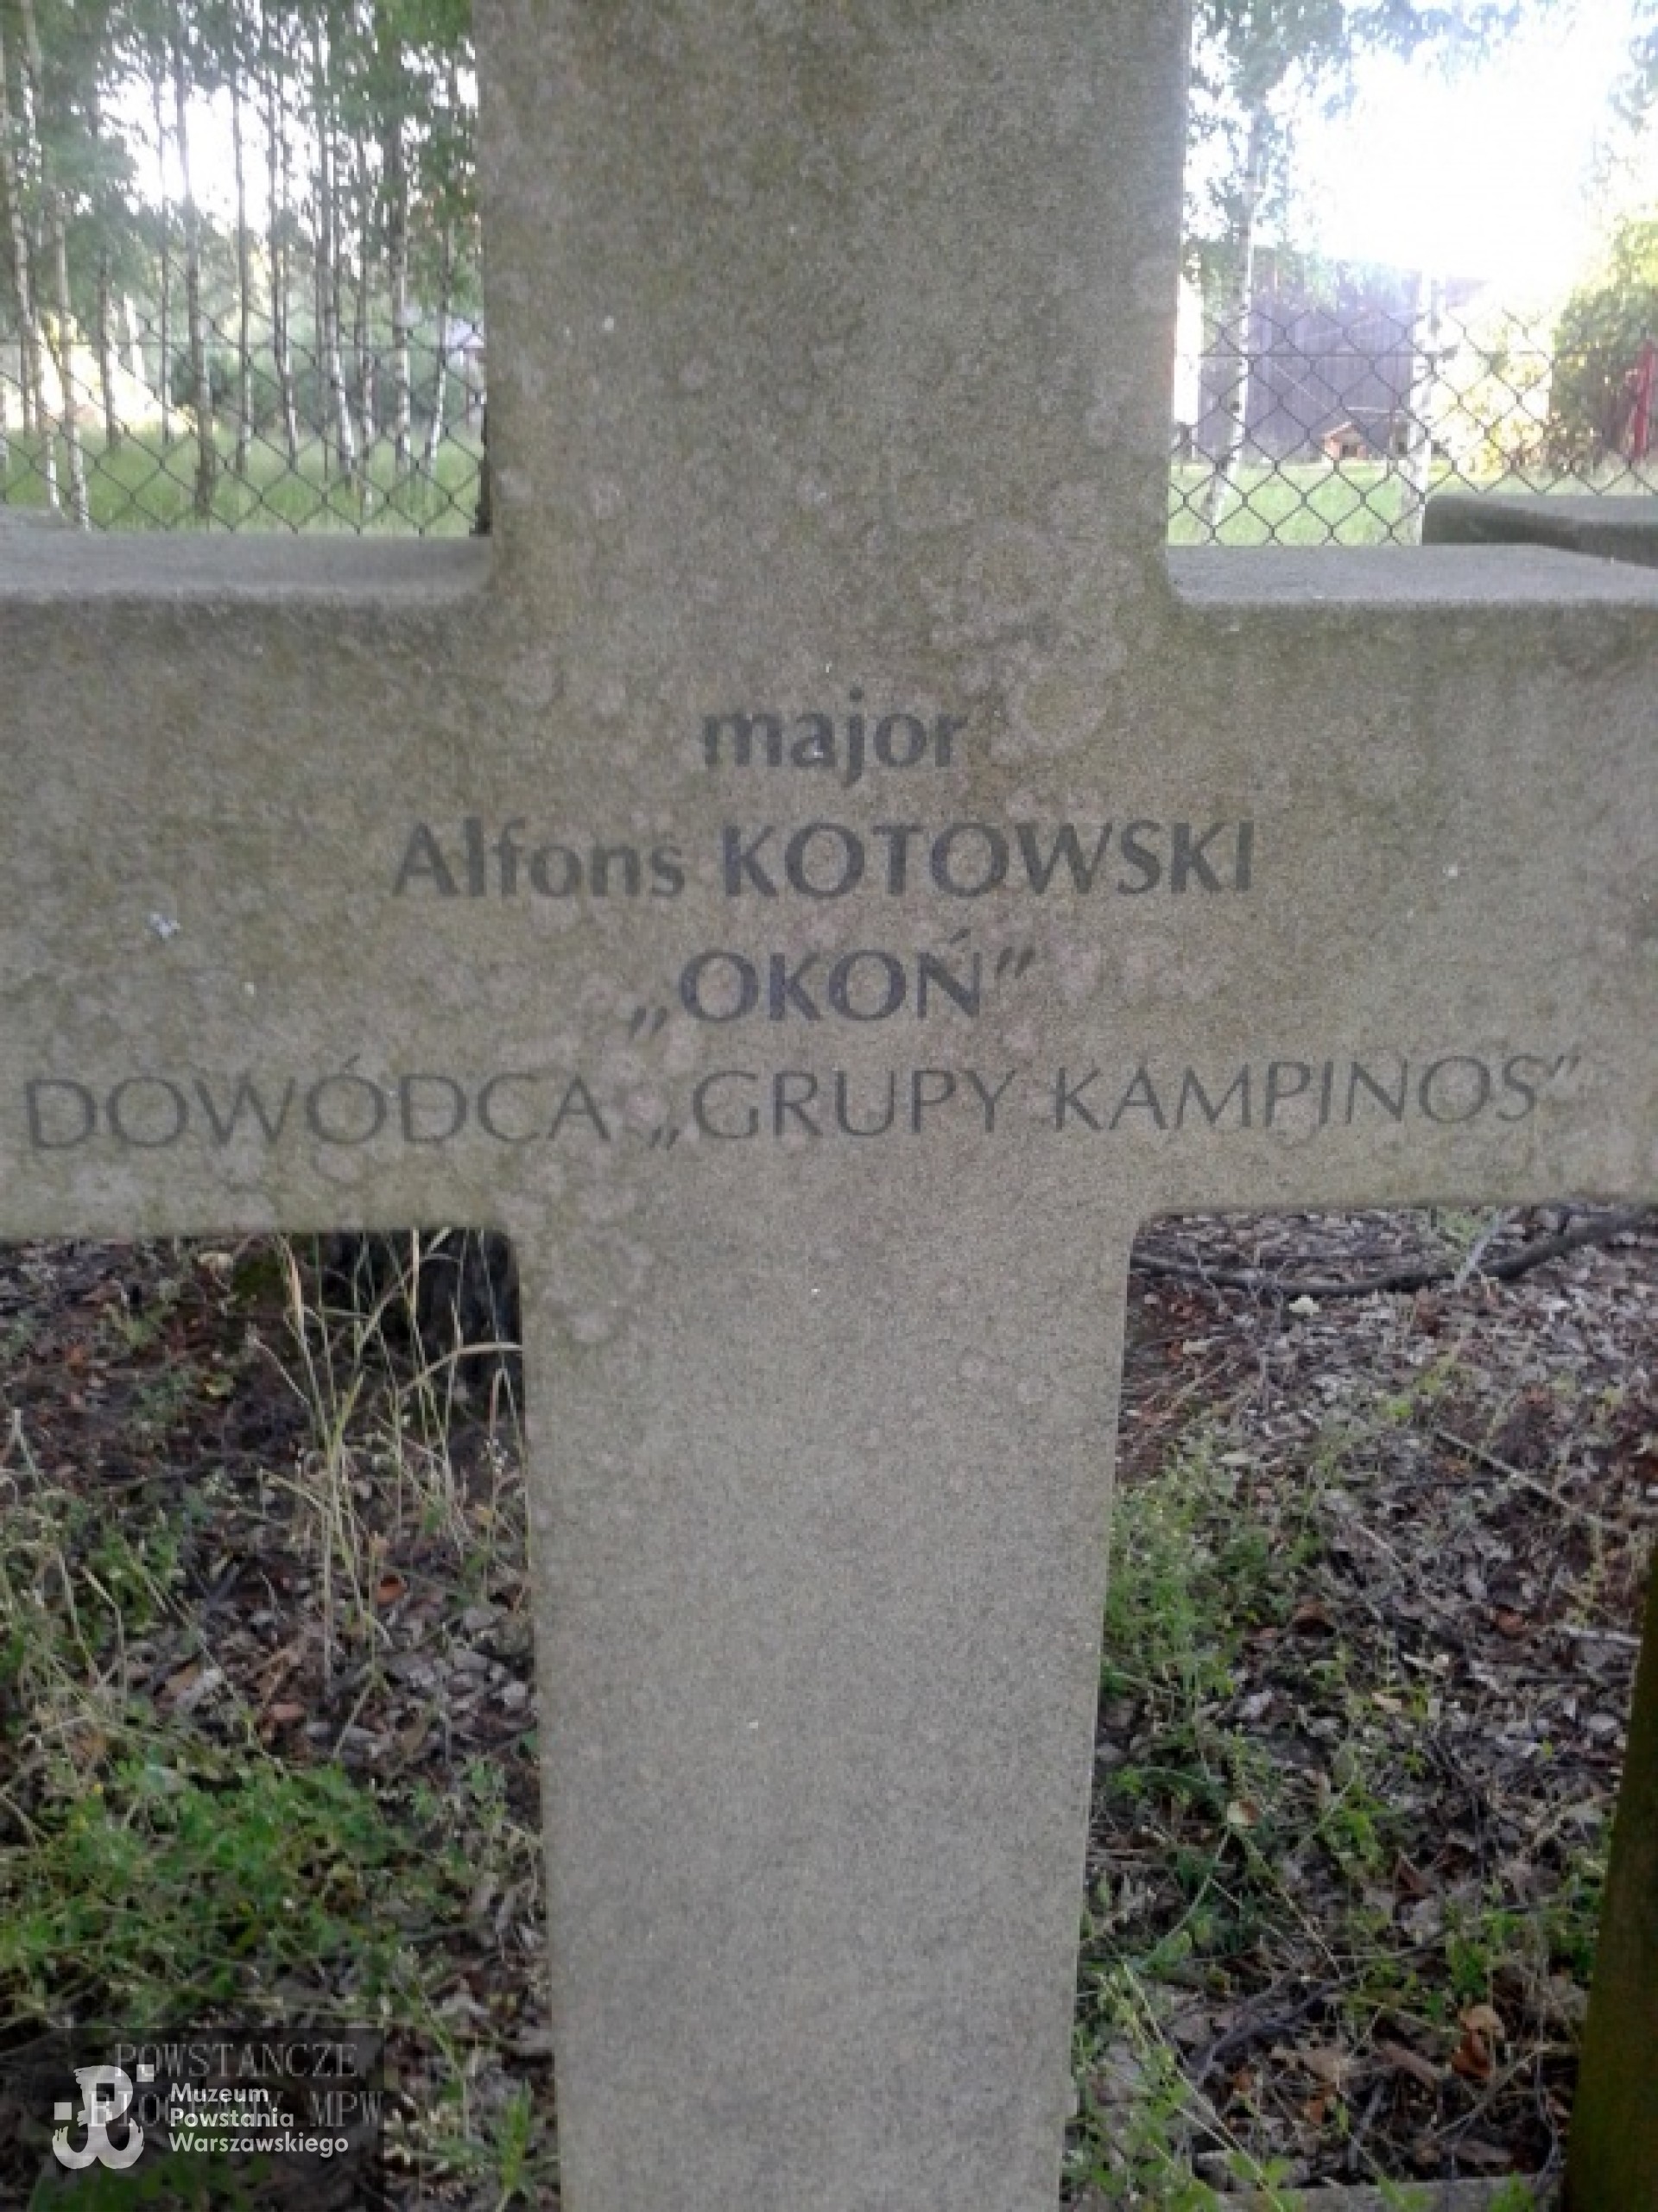 major
Alfons KOTOWSKI
„OKOŃ”
DOWÓDCA „GRUPY KAMPINOS”
POWSTAŃCZE
BIOGRAMY MPW
Muzeum
Powstania
Warszawskiego